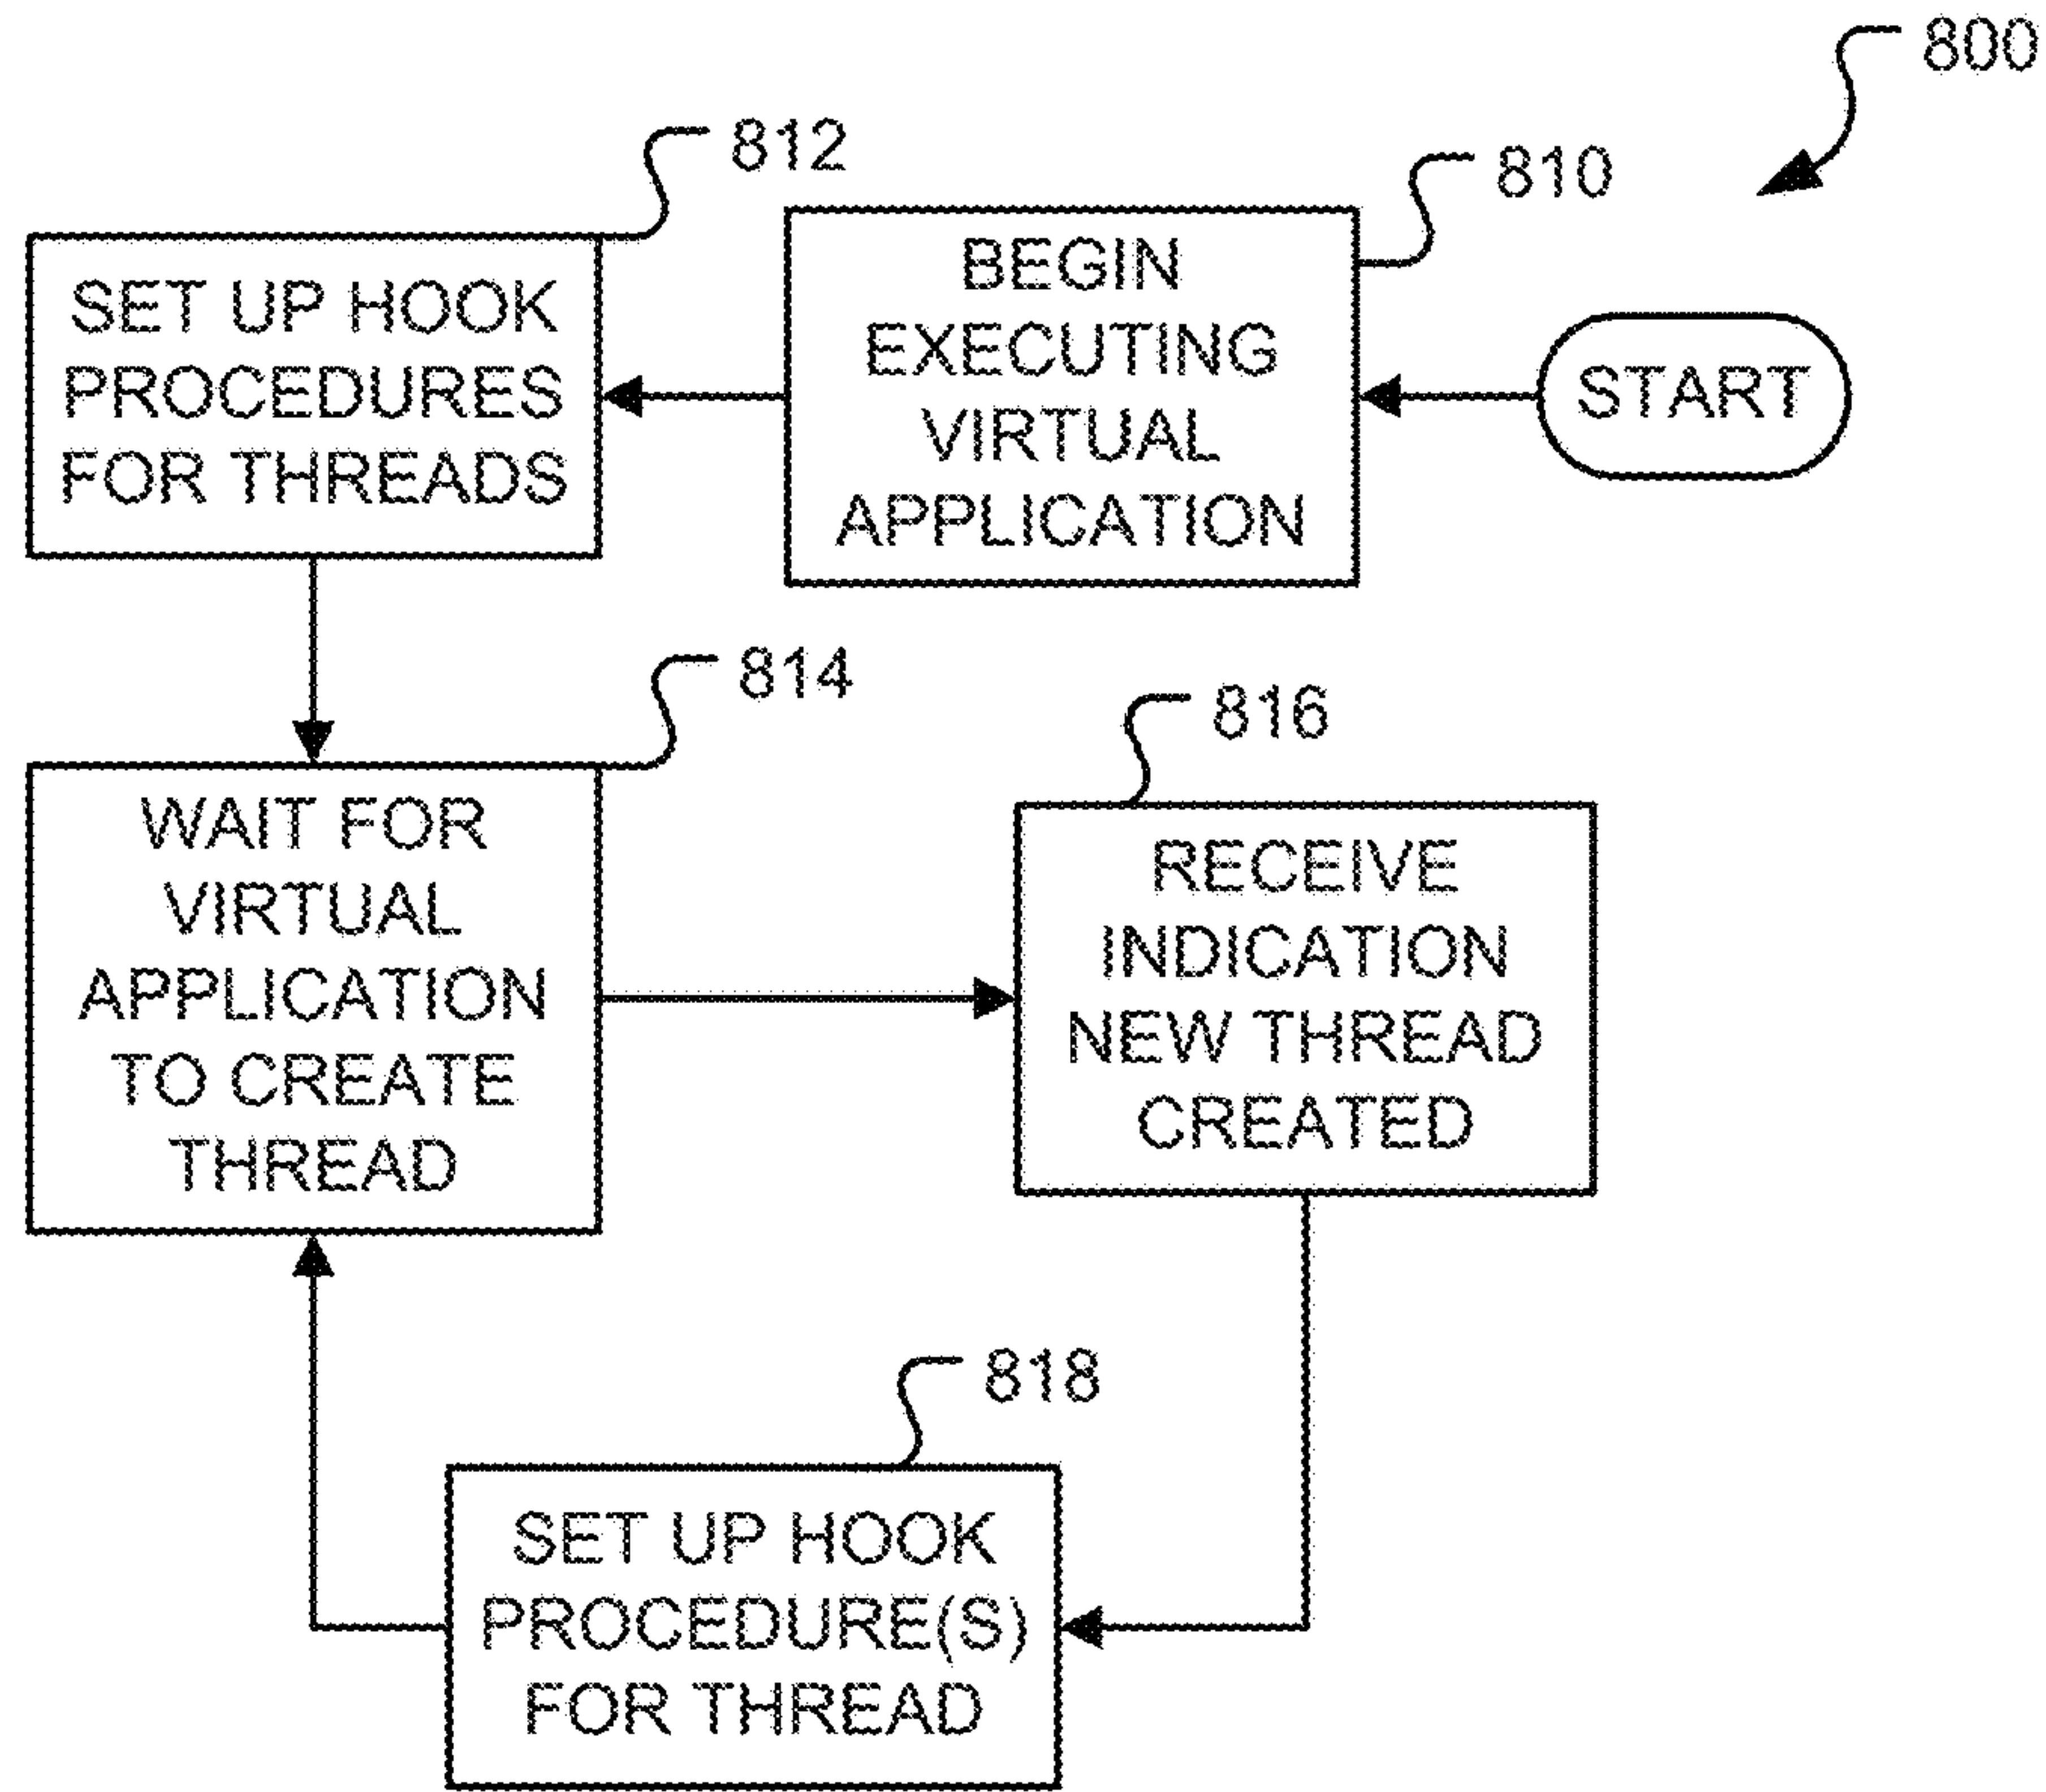 800
812
810
BEGIN
EXECUTING
VIRTUAL
APPLICATION
START
SET UP HOOK
PROCEDURES
FOR THREADS
814
816
WAIT FOR
VIRTUAL
APPLICATION
TO CREATE
THREAD
RECEIVE
INDICATION
NEW THREAD
CREATED
818
SET UP HOOK
PROCEDURE(S)
FOR THREAD